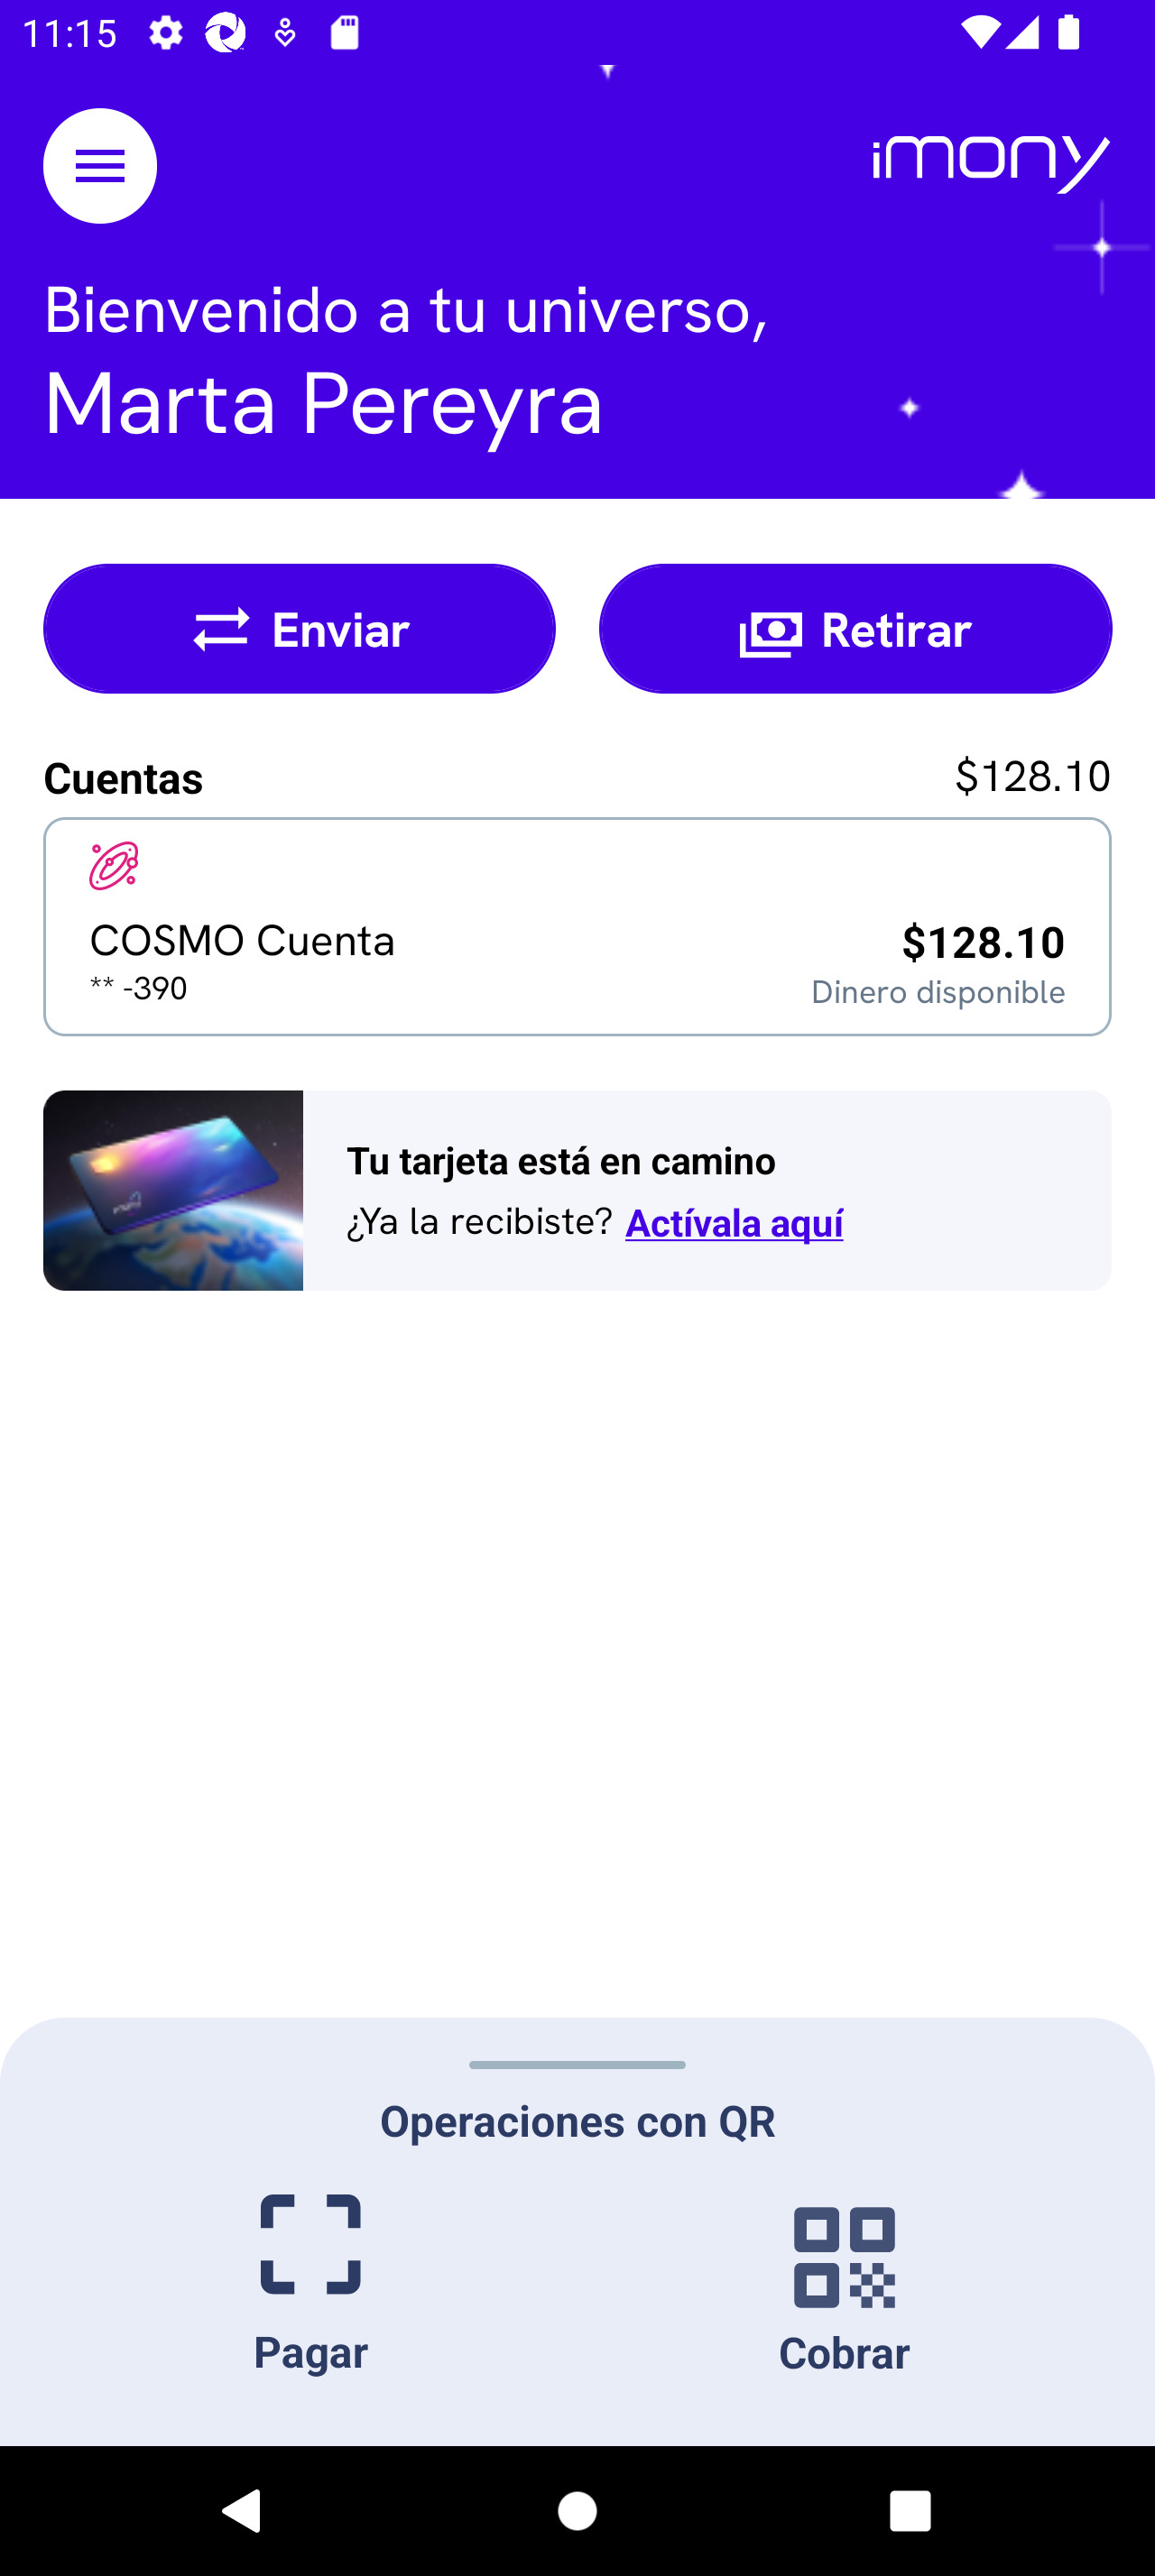 11:15
imony
Bienvenido a tu universo,
Marta Pereyra
Enviar
Retirar
Cuentas
$128.10
COSMO Cuenta
** -390
$128.10
Dinero disponible
Tu tarjeta está en camino
¿Ya la recibiste? Actívala aquí
Operaciones con QR
Pagar
Cobrar